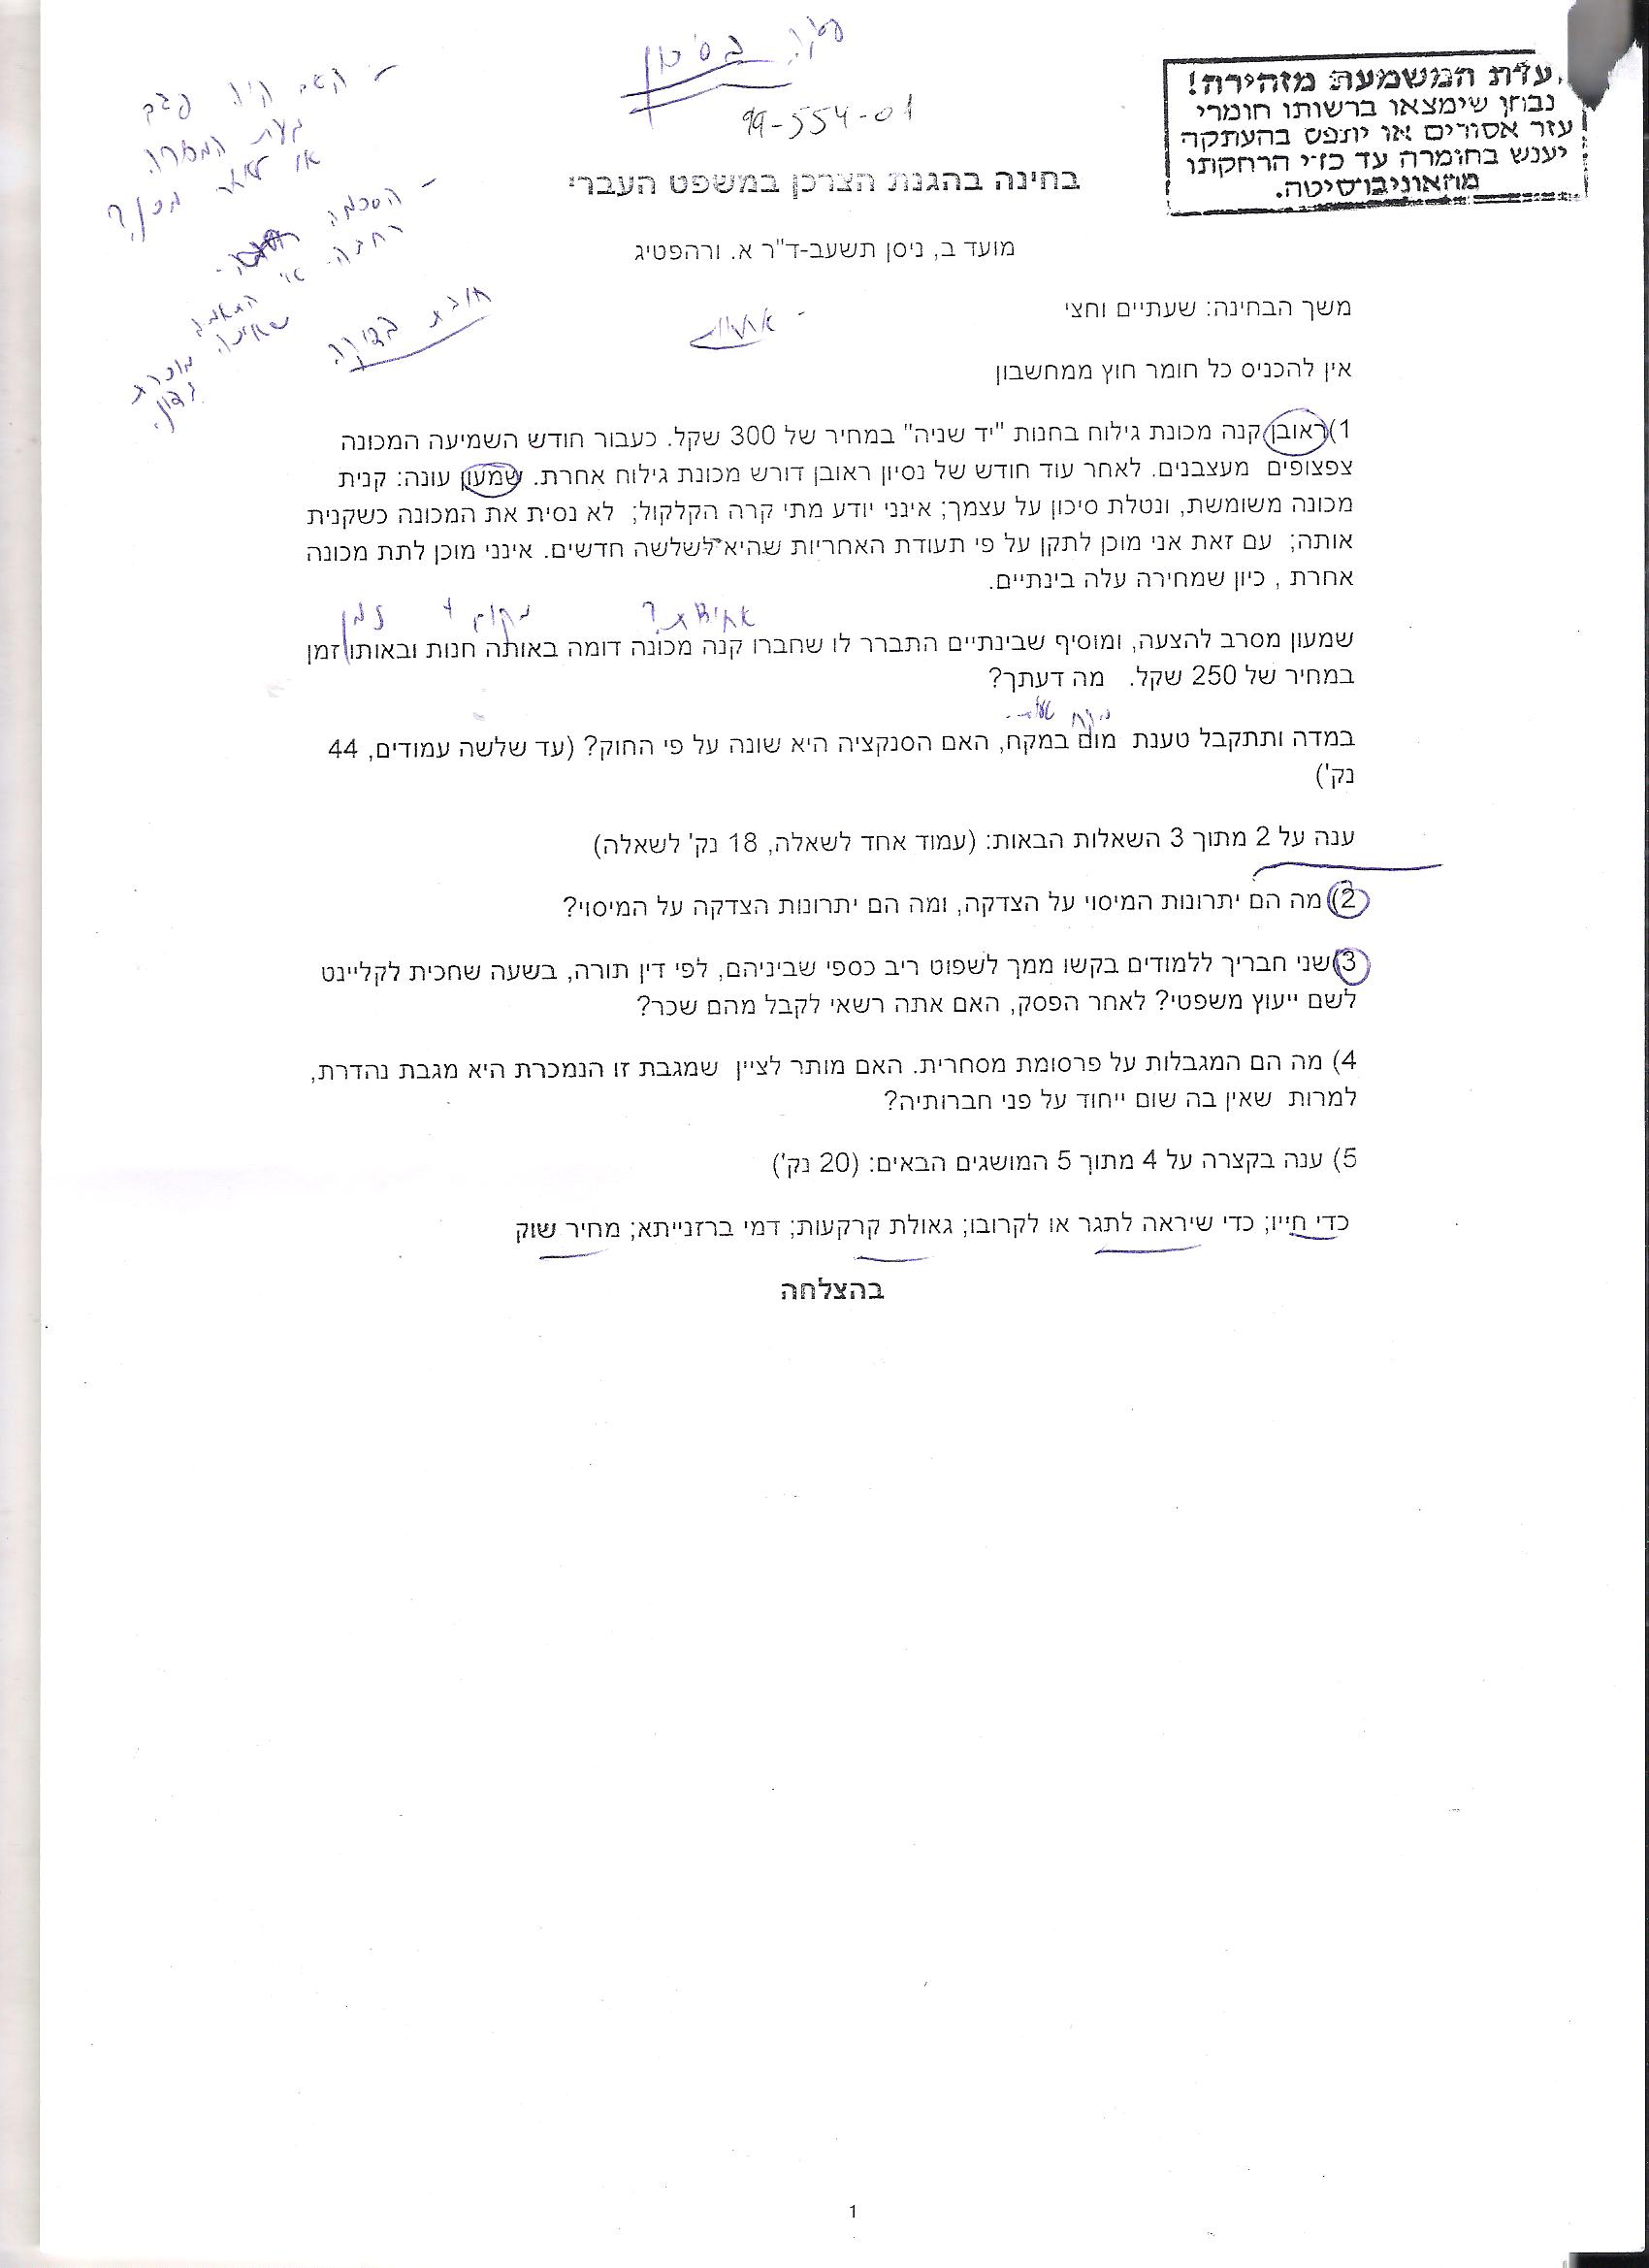 ועדת המשמעת מזהירה!
נבחן שימצאו ברשותו חומרי
עזר אסורים או יתפס בהעתקה
יענש בחומרה עד כדי הרחקתו
מהאוניברסיטה.
99-554-01
בחינה בהגנת הצרכן במשפט העברי
מועד ב, ניסן תשעב-ד"ר א. ורהפטיג
משך הבחינה: שעתיים וחצי
אין להכניס כל חומר חוץ ממחשבון
- האם היה פגם
בעת המכירה
חובת בדיקה
- אחריות
1)ראובן קנה מכונת גילוח בחנות "יד שניה" במחיר של 300 שקל. כעבור חודש השמיעה המכונה
צפצופים מעצבנים. לאחר עוד חודש של נסיון ראובן דורש מכונת גילוח אחרת. שמעון עונה: קנית
מכונה משומשת, ונטלת סיכון על עצמך; אינני יודע מתי קרה הקלקול; לא נסית את המכונה כשקנית
אותה; עם זאת אני מוכן לתקן על פי תעודת האחריות שהיא לשלשה חדשים. אינני מוכן לתת מכונה
אחרת , כיון שמחירה עלה בינתיים.
זמן
שמעון מסרב להצעה, ומוסיף שבינתיים התברר לו שחברו קנה מכונה דומה באותה חנות ובאותו זמן
במחיר של 250 שקל. מה דעתך?
במדה ותתקבל טענת מום במקח, האם הסנקציה היא שונה על פי החוק? (עד שלשה עמודים, 44
נק')
ענה על 2 מתוך 3 השאלות הבאות: (עמוד אחד לשאלה, 18 נק' לשאלה)
2) מה הם יתרונות המיסוי על הצדקה, ומה הם יתרונות הצדקה על המיסוי?
3)שני חבריך ללמודים בקשו ממך לשפוט ריב כספי שביניהם, לפי דין תורה, בשעה שחכית לקליינט
לשם ייעוץ משפטי? לאחר הפסק, האם אתה רשאי לקבל מהם שכר?
4) מה הם המגבלות על פרסומת מסחרית. האם מותר לציין שמגבת זו הנמכרת היא מגבת נהדרת,
למרות שאין בה שום ייחוד על פני חברותיה?
5) ענה בקצרה על 4 מתוך 5 המושגים הבאים: (20 נק')
כדי חייו; כדי שיראה לתגר או לקרובו; גאולת קרקעות; דמי ברזנייתא; מחיר שוק
בהצלחה
1